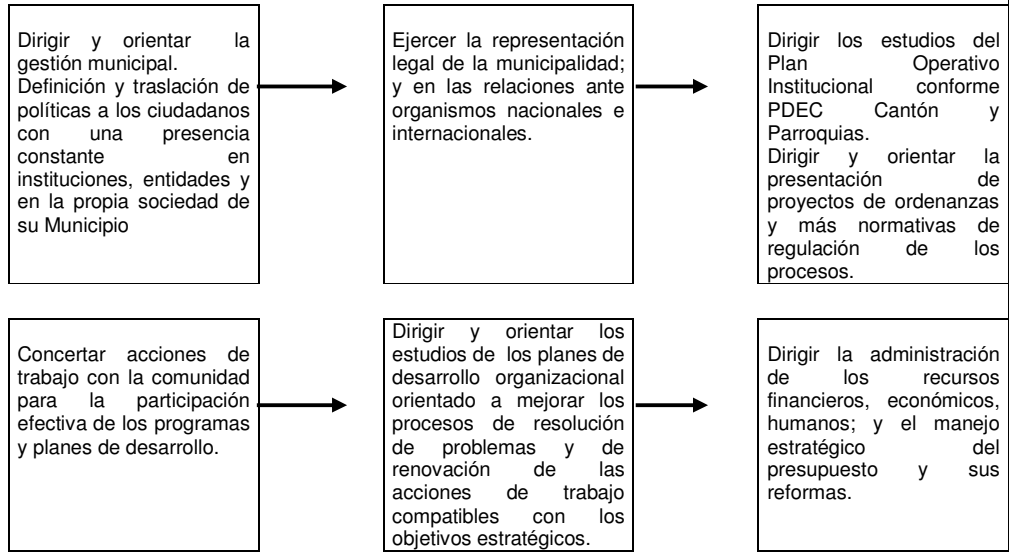 Dirigir y orientar la
gestión municipal.
Definición y traslación de
políticas a los ciudadanos
con una presencia
constante en
instituciones, entidades y
en la propia sociedad de
su Municipio
Ejercer la representación
legal de la municipalidad;
y en las relaciones ante
organismos nacionales e
internacionales.
Dirigir los estudios del
Plan Operativo
Institucional conforme
PDEC Cantón y
Parroquias.
Dirigir y orientar la
presentación de
proyectos de ordenanzas
y más normativas de
regulación de los
procesos.
Concertar acciones de
trabajo con la comunidad
para la participación
efectiva de los programas
y planes de desarrollo.
Dirigir y orientar los
estudios de los planes de
desarrollo organizacional
orientado a mejorar los
procesos de resolución
de problemas y de
renovación de las
acciones de trabajo
compatibles con los
objetivos estratégicos.
Dirigir la administración
de los recursos
financieros, económicos,
humanos; y el manejo
estratégico del
presupuesto y sus
reformas.